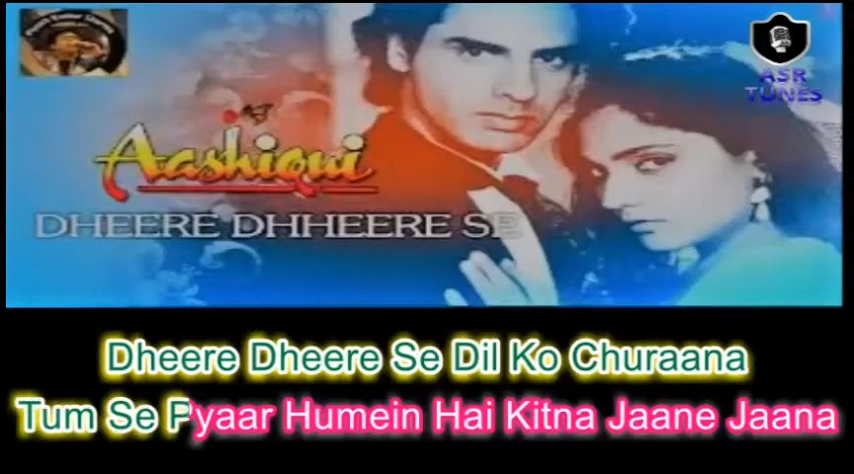 ASR
TUNES
Aashiqui
DHEERE DHHEERE SE
Dheere Dheere Se Dil Ko Churaana
Tum Se Pyaar Humein Hai Kitna Jaane Jaana